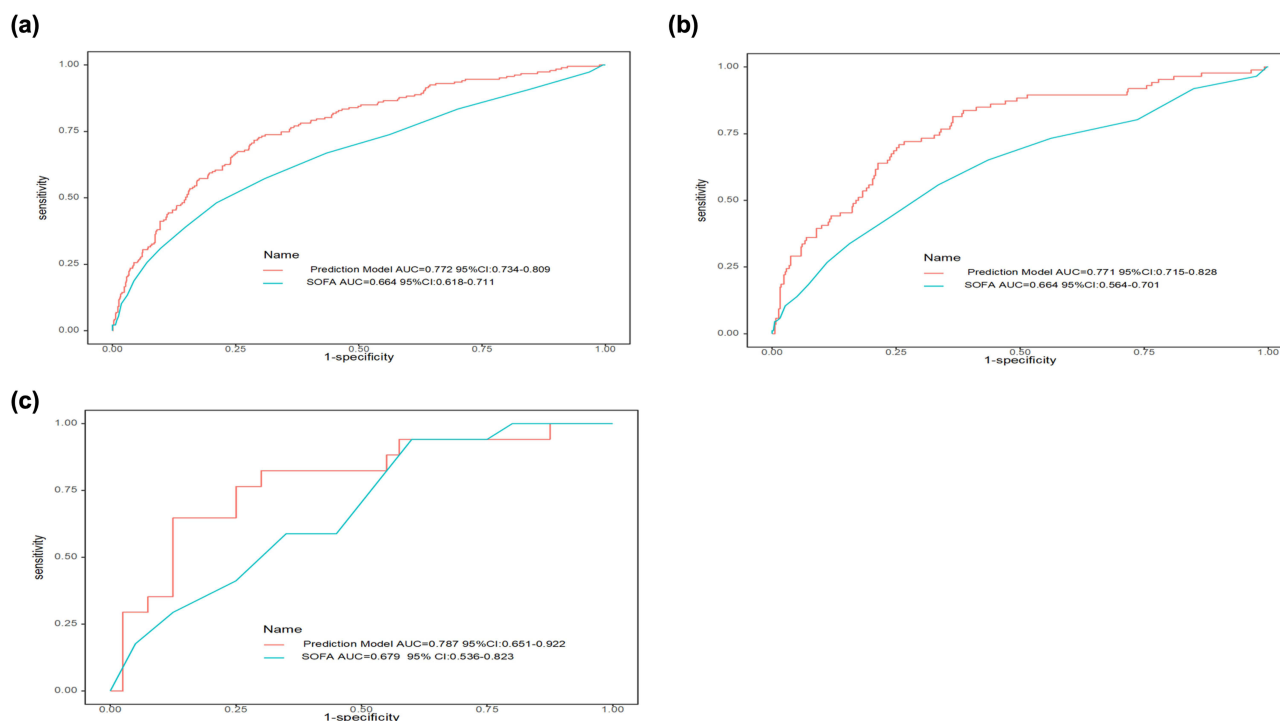 (a)
1.00
0.75
0.50
0.25
0.00
sensitivity
Name
Prediction Model AUC=0.772 95%CI:0.734-0.809
SOFA AUC=0.664 95%CI:0.618-0.711
0.00 0.25 0.50 0.75 1.00
1-specificity
(b)
1.00
0.75
0.50
0.25
0.00
sensitivity
Name
Prediction Model AUC=0.771 95%CI:0.715-0.828
SOFA AUC=0.664 95%CI:0.564-0.701
0.00 0.25 0.50 0.75 1.00
1-specificity
(c)
1.00
0.75
0.50
0.25
0.00
sensitivity
Name
Prediction Model AUC=0.787 95%CI:0.651-0.922
SOFA AUC=0.679 95% CI:0.536-0.823
0.00 0.25 0.50 0.75 1.00
1-specificity